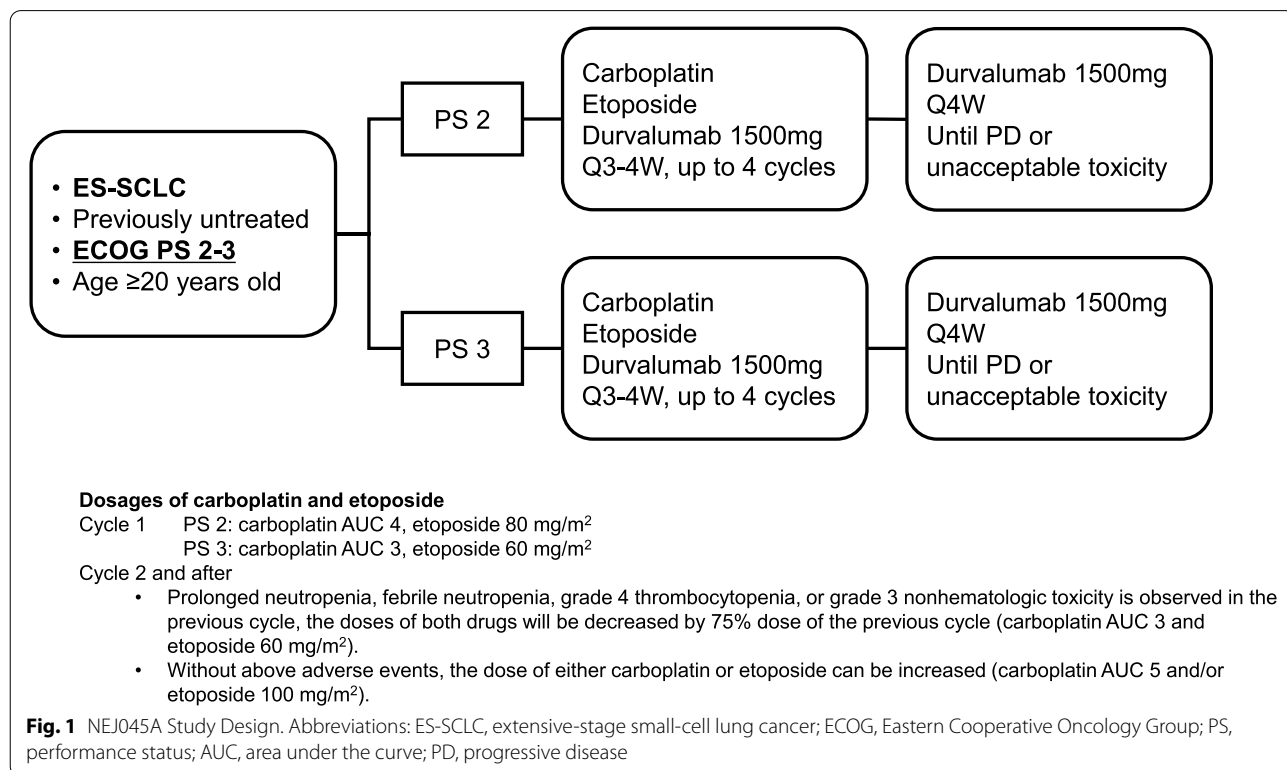 • ES-SCLC
• Previously untreated
• ECOG PS 2-3
• Age ≥20 years old
PS 2
Carboplatin
Etoposide
Durvalumab 1500mg
Q3-4W, up to 4 cycles
Durvalumab 1500mg
Q4W
Until PD or
unacceptable toxicity
PS 3
Carboplatin
Etoposide
Durvalumab 1500mg
Q3-4W, up to 4 cycles
Durvalumab 1500mg
Q4W
Until PD or
unacceptable toxicity
Dosages of carboplatin and etoposide
Cycle 1 PS 2: carboplatin AUC 4, etoposide 80 mg/m²
PS 3: carboplatin AUC 3, etoposide 60 mg/m²
Cycle 2 and after
• Prolonged neutropenia, febrile neutropenia, grade 4 thrombocytopenia, or grade 3 nonhematologic toxicity is observed in the
previous cycle, the doses of both drugs will be decreased by 75% dose of the previous cycle (carboplatin AUC 3 and
etoposide 60 mg/m²).
• Without above adverse events, the dose of either carboplatin or etoposide can be increased (carboplatin AUC 5 and/or
etoposide 100 mg/m²).
Fig. 1 NEJ045A Study Design. Abbreviations: ES-SCLC, extensive-stage small-cell lung cancer; ECOG, Eastern Cooperative Oncology Group; PS,
performance status; AUC, area under the curve; PD, progressive disease